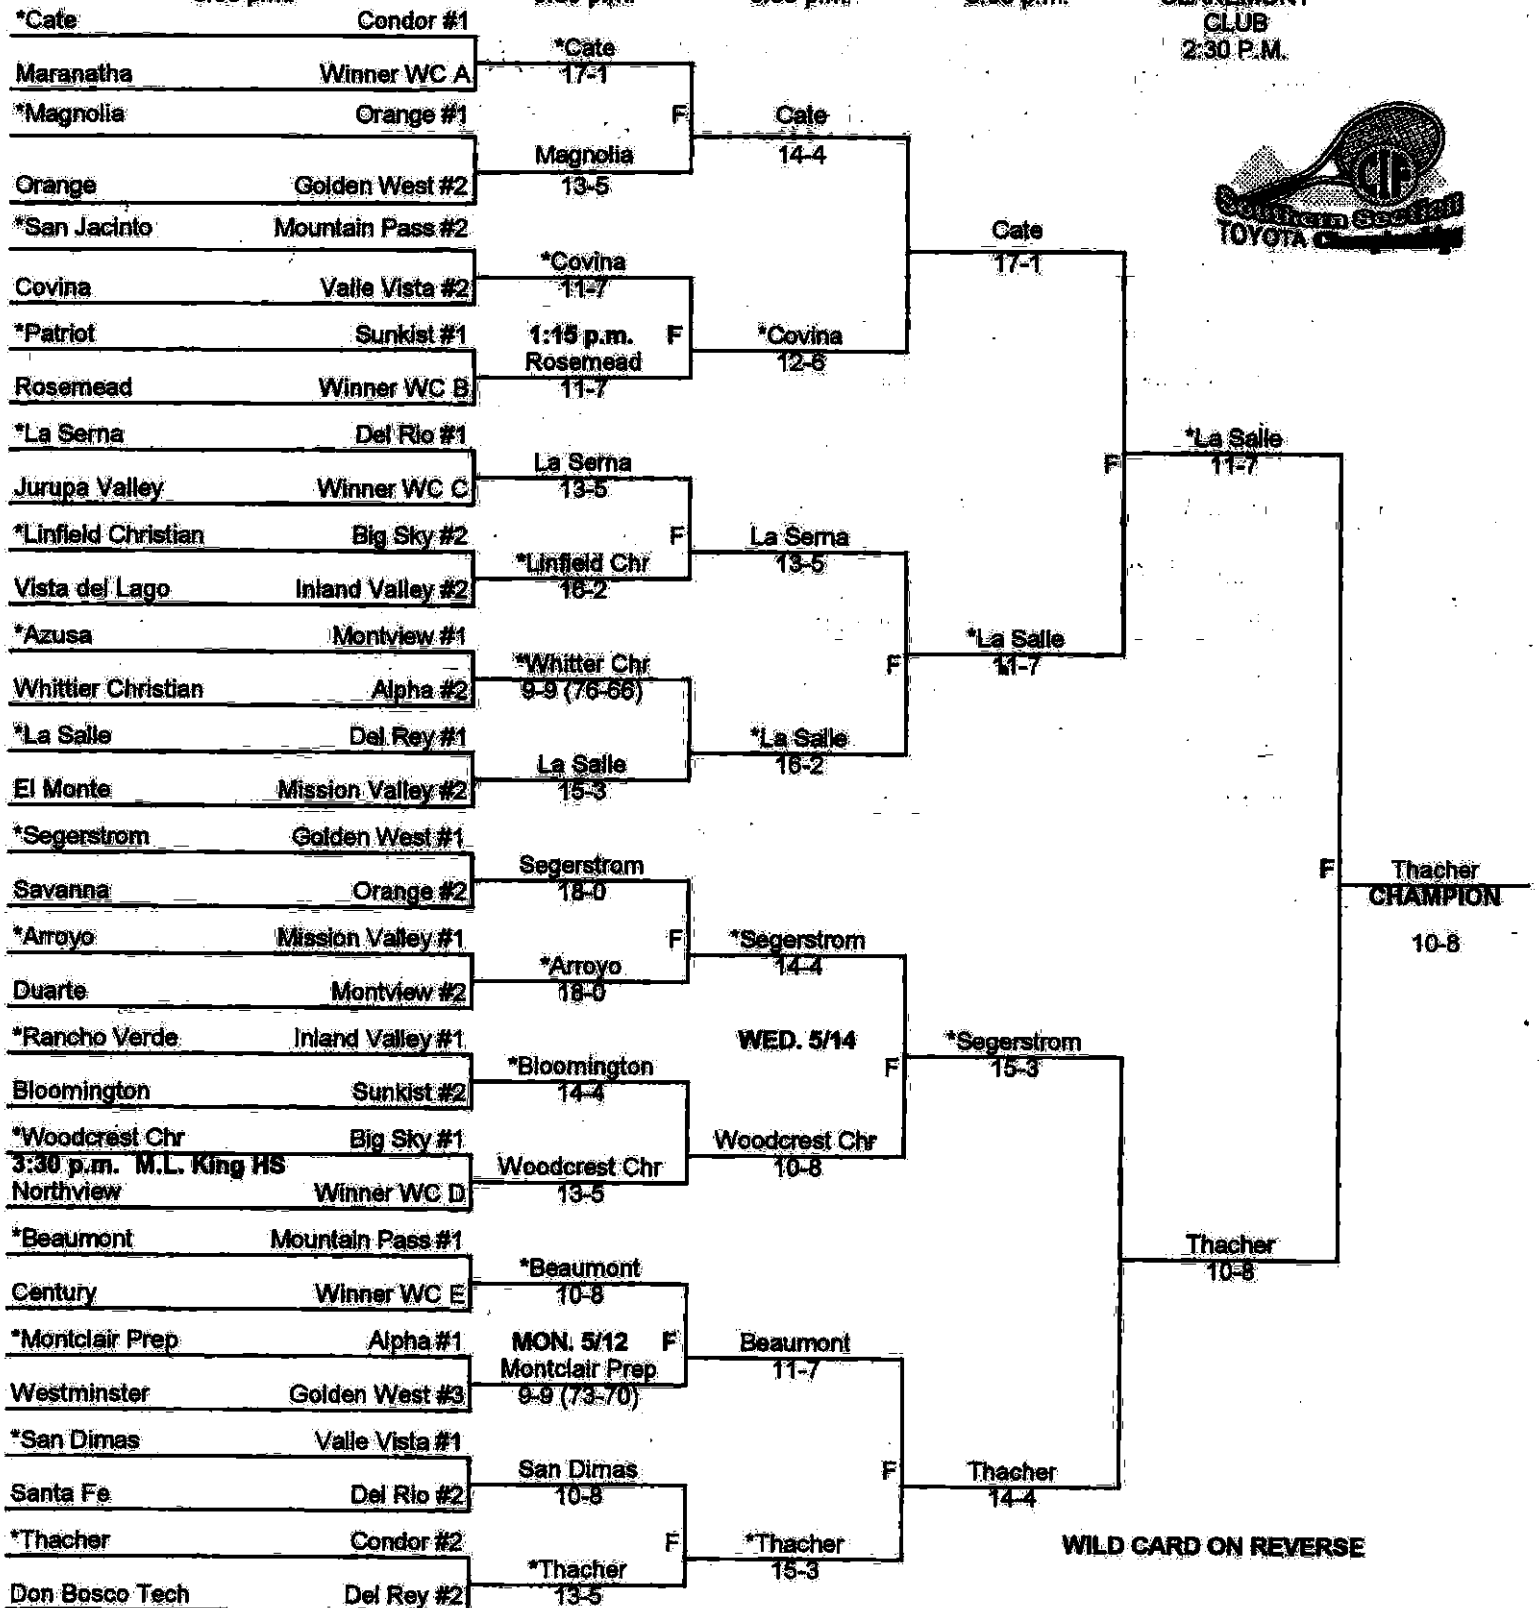 *Cate Condor #1
Maranatha Winner WC A
*Magnolia Orange #1
Orange Golden West #2
*San Jacinto Mountain Pass #2
Covina Valle Vista #2
*Patriot Sunkist #1
Rosemead Winner WC B
*La Serna Del Rio #1
Jurupa Valley Winner WC C
*Linfield Christian Big Sky #2
Vista del Lago Inland Valley #2
*Azusa Montview #1
Whittier Christian Alpha #2
*La Salle Del Rey #1
El Monte Mission Valley #2
*Segerstrom Golden West #1
Savanna Orange #2
*Arroyo Mission Valley #1
Duarte Montview #2
*Rancho Verde Inland Valley #1
Bloomington Sunkist #2
*Woodcrest Chr Big Sky #1
3:30 p.m. M.L. King HS
Northview Winner WC D
*Beaumont Mountain Pass #1
Century Winner WC E
*Montclair Prep Alpha #1
Westminster Golden West #3
*San Dimas Valle Vista #1
Santa Fe Del Rio #2
*Thacher Condor #2
Don Bosco Tech Del Rey #2
*Cate
17-1
F
Magnolia
13-5
*Covina
11-7
1:15 p.m. F
Rosemead
11-7
La Serna
13-5
F
*Linfield Chr
16-2
*Whitter Chr
9-9 (76-66)
La Salle
15-3
Segerstrom
18-0
F
*Arroyo
18-0
*Bloomington
14-4
Woodcrest Chr
13-5
*Beaumont
10-8
MON. 5/12 F
Montclair Prep
9-9 (73-70)
San Dimas
10-8
F
*Thacher
13-5
Cate
14-4
*Covina
12-6
La Serna
13-5
F
*La Salle
16-2
*Segerstrom
14-4
WED. 5/14
F
Woodcrest Chr
10-8
Beaumont
11-7
F
*Thacher
15-3
Cate
17-1
F
*La Salle
11-7
*Segerstrom
15-3
Thacher
14-4
*La Salle
11-7
F
Thacher
10-8
Thacher
CHAMPION
10-8
CLUB
2:30 P.M.
CIF
Southern Section
TOYOTA Championships
WILD CARD ON REVERSE